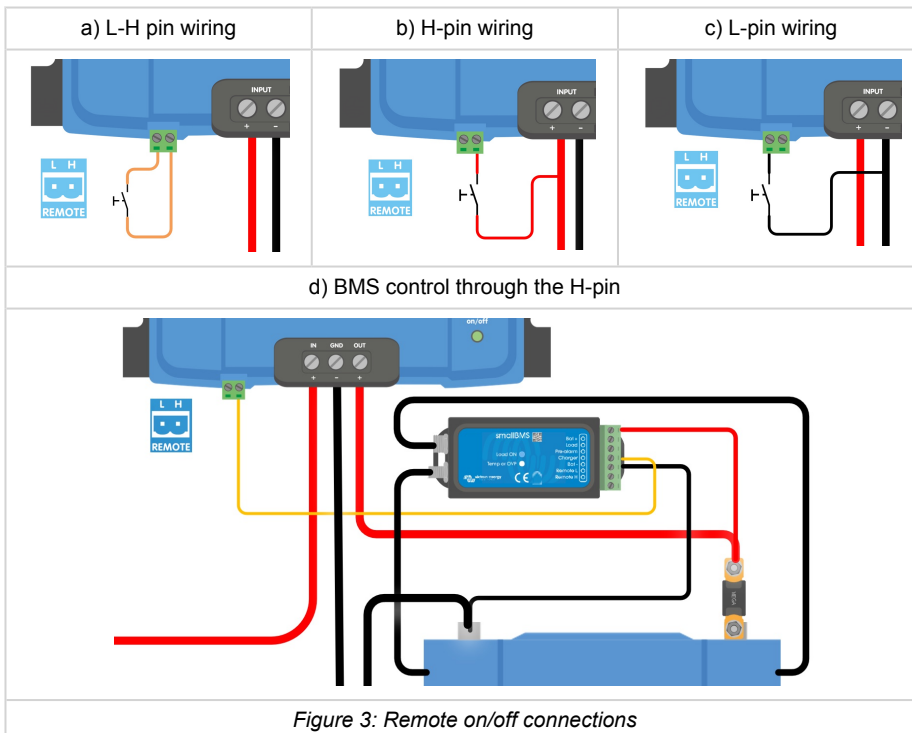 a) L-H pin wiring
b) H-pin wiring
c) L-pin wiring
INPUT
+ -
L H
REMOTE
INPUT
+ -
L H
REMOTE
INPUT
+ -
L H
REMOTE
d) BMS control through the H-pin
on/off
IN GND OUT
+ - +
L H
REMOTE
smallBMS
Load ON
Temp or OVP
CE
Bat +
Load
Pre-alarm
Charger
Bat -
Remote L
Remote H
MEGA
Figure 3: Remote on/off connections